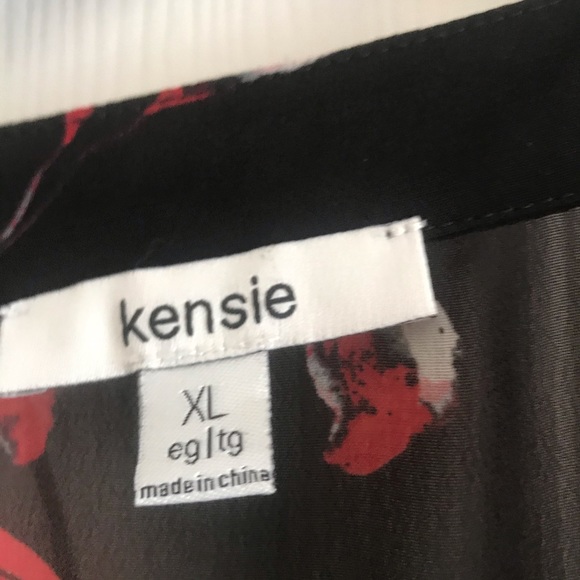 kensie
XL
eg/tg
made in china